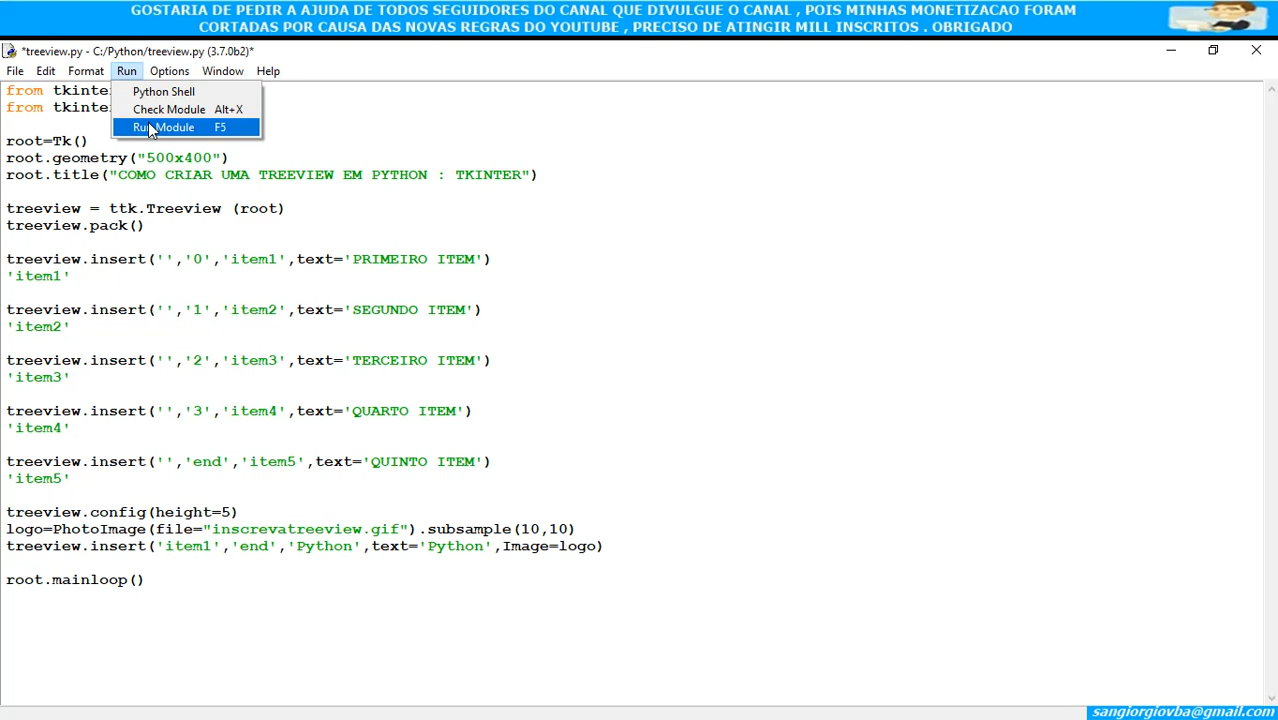 GOSTARIA DE PEDIR A AJUDA DE TODOS SEGUIDORES DO CANAL QUE DIVULGUE O CANAL , POIS MINHAS MONETIZACAO FORAM
CORTADAS POR CAUSA DAS NOVAS REGRAS DO YOUTUBE , PRECISO DE ATINGIR MILL INSCRITOS . OBRIGADO
*treeview.py - C:/Python/treeview.py (3.7.0b2)*
File Edit Format Run Options Window Help
from tkinte
Python Shell
from tkinte
Check Module Alt+X
Run Module F5
root=Tk()
root.geometry("500x400")
root.title("COMO CRIAR UMA TREEVIEW EM PYTHON : TKINTER")
treeview = ttk.Treeview (root)
treeview.pack()
treeview.insert('','0','item1',text='PRIMEIRO ITEM')
'item1'
treeview.insert('','1','item2',text='SEGUNDO ITEM')
'item2'
treeview.insert('','2','item3',text='TERCEIRO ITEM')
'item3'
treeview.insert('','3','item4',text='QUARTO ITEM')
'item4'
treeview.insert('','end','item5',text='QUINTO ITEM')
'item5'
treeview.config(height=5)
logo=PhotoImage(file="inscrevatreeview.gif").subsample(10,10)
treeview.insert('item1','end','Python',text='Python',Image=logo)
root.mainloop()
sangiorgiovba@gmail.com